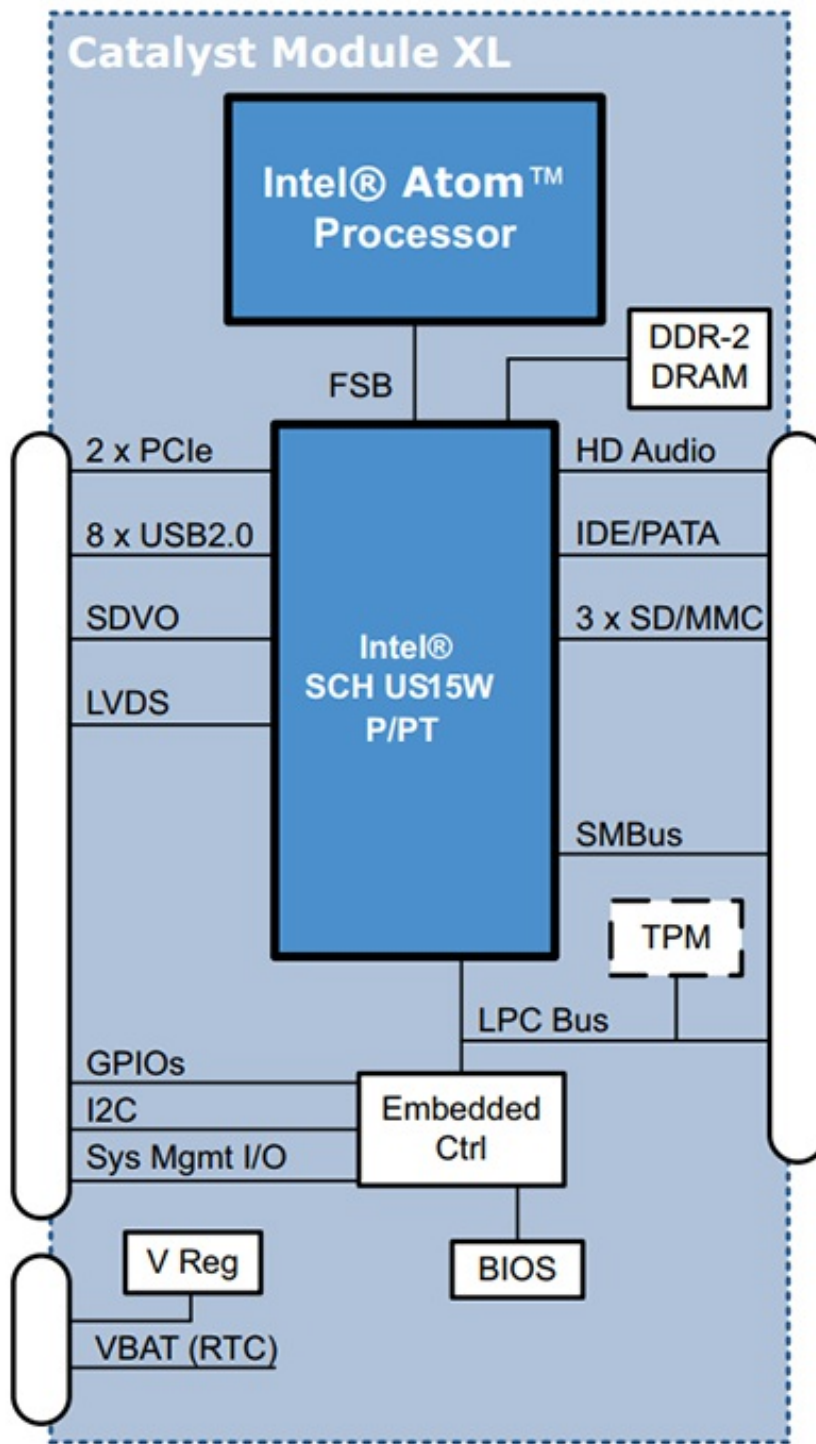 Catalyst Module XL
Intel® Atom™
Processor
DDR-2
DRAM
FSB
2 x PCIe
HD Audio
8 x USB2.0
IDE/PATA
SDVO
3 x SD/MMC
Intel®
SCH US15W
P/PT
LVDS
SMBus
TPM
LPC Bus
GPIOs
I2C
Sys Mgmt I/O
Embedded
Ctrl
V Reg
BIOS
VBAT (RTC)